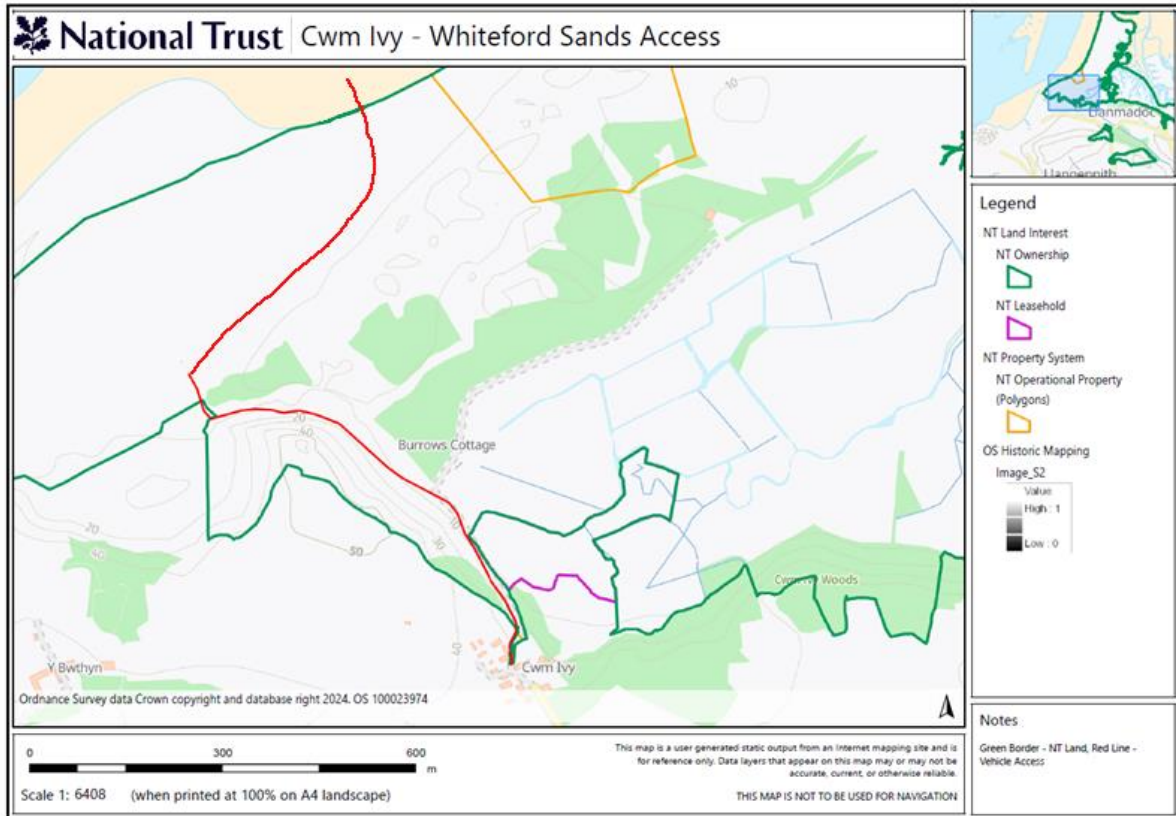 National Trust
Cwm Ivy - Whiteford Sands Access
10
20
40
Burrows Cottage
10
30
50
20
40
Cwm Ivy Woods
40
Cwm Ivy
Y Bwthyn
Ordnance Survey data Crown copyright and database right 2024. OS 100023974
0 300 600
m
Scale 1: 6408 (when printed at 100% on A4 landscape)
This map is a user generated static output from an Internet mapping site and is
for reference only. Data layers that appear on this map may or may not be
accurate, current, or otherwise reliable.
THIS MAP IS NOT TO BE USED FOR NAVIGATION
Llanmadoc
Llangennith
Legend
NT Land Interest
NT Ownership
NT Leasehold
NT Property System
NT Operational Property
(Polygons)
OS Historic Mapping
Image_S2
Value
High : 1
Low : 0
Notes
Green Border - NT Land, Red Line -
Vehicle Access